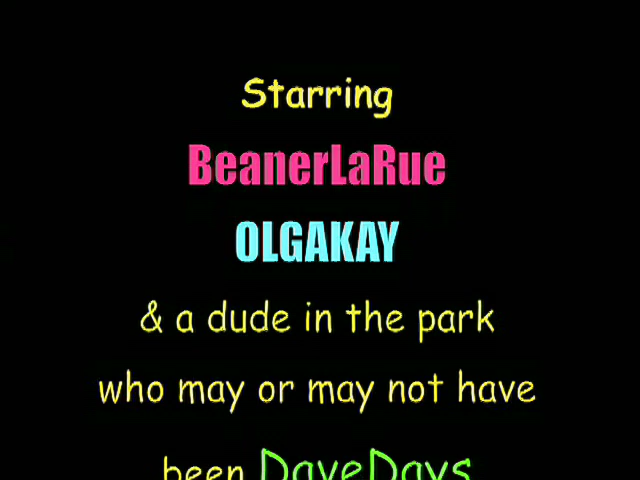 Starring
BeanerLaRue
OLGAKAY
& a dude in the park
who may or may not have
been DaveDays